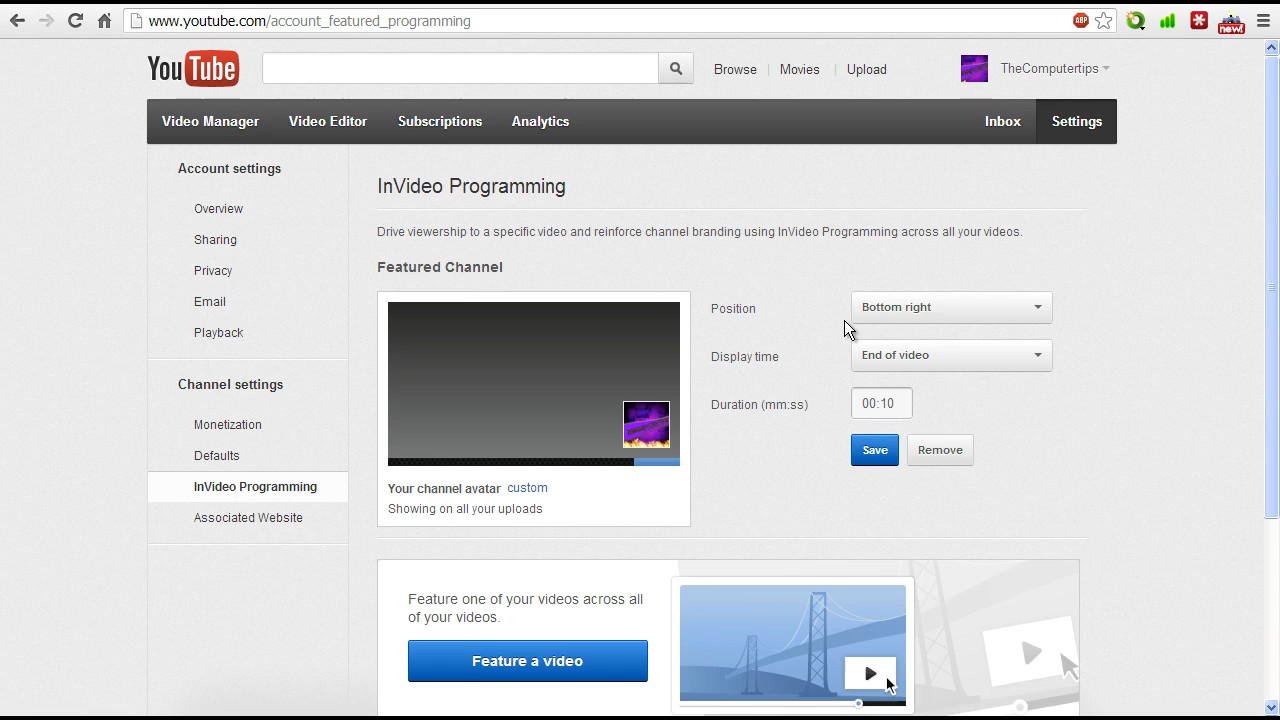 www.youtube.com/account_featured_programming
ABP
new!
YouTube
Browse
Movies
Upload
TheComputertips
Video Manager
Video Editor
Subscriptions
Analytics
Inbox
Settings
Account settings
Overview
Sharing
Privacy
Email
Playback
Channel settings
Monetization
Defaults
InVideo Programming
Associated Website
InVideo Programming
Drive viewership to a specific video and reinforce channel branding using InVideo Programming across all your videos.
Featured Channel
Your channel avatar custom
Showing on all your uploads
Position
Bottom right
Display time
End of video
Duration (mm:ss)
00:10
Save
Remove
Feature one of your videos across all
of your videos.
Feature a video